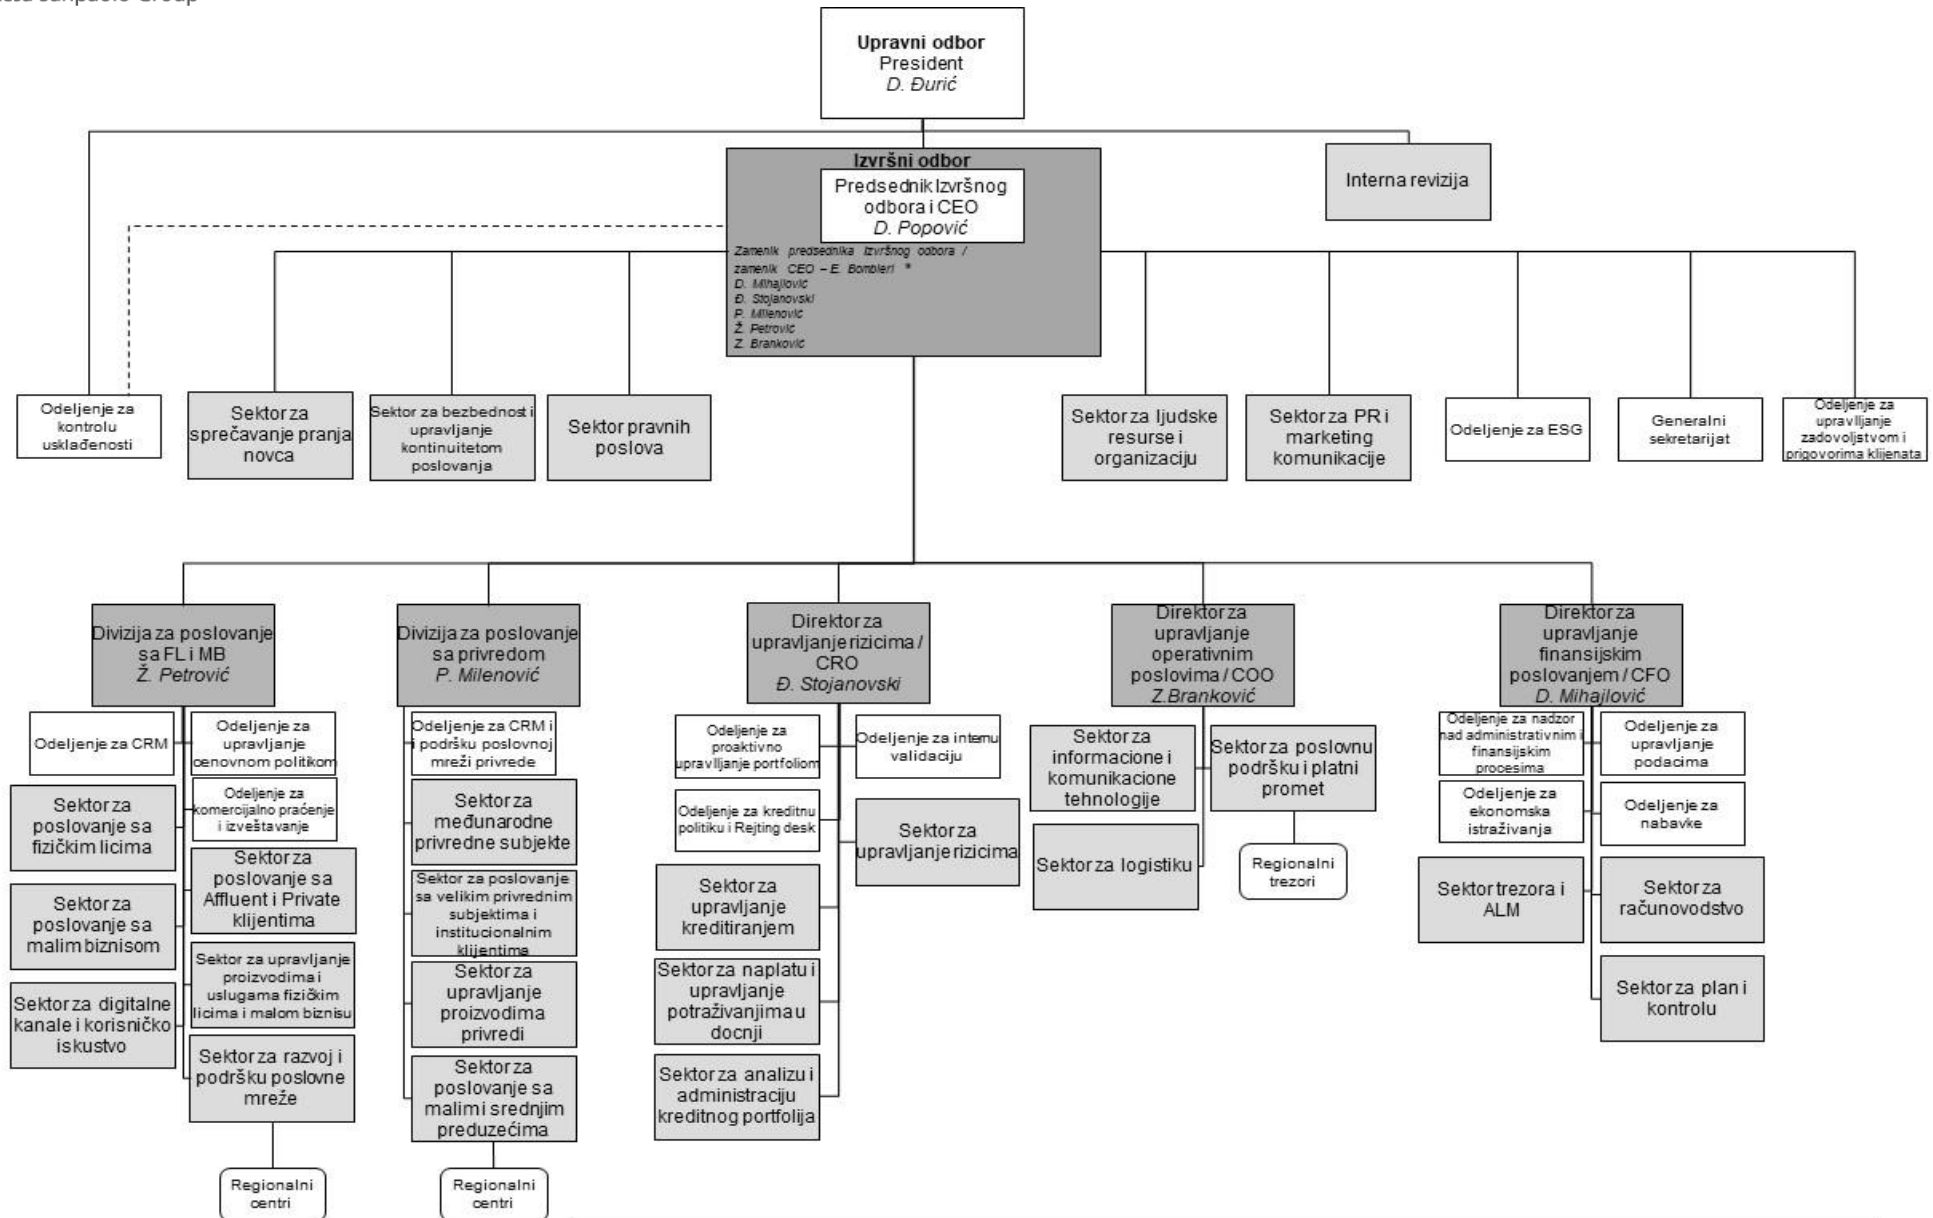 Sanpaolo Group
Upravni odbor
President
D. Đurić
Izvršni odbor
Predsednik Izvršnog
odbora i CEO
D. Popović
Zamenik predsednika Izvršnog odbora /
zamenik CEO – E. Bombieri *
D. Mihajlović
Đ. Stojanovski
P. Milenović
Ž. Petrović
Z. Branković
Interna revizija
Odeljenje za
kontrolu
usklađenosti
Sektor za
sprečavanje pranja
novca
Sektor za bezbednost i
upravljanje
kontinuitetom
poslovanja
Sektor pravnih
poslova
Sektor za ljudske
resurse i
organizaciju
Sektor za PR i
marketing
komunikacije
Odeljenje za ESG
Generalni
sekretarijat
Odeljenje za
upravlljanje
zadovoljstvom i
prigovorima klijenata
Divizija za poslovanje
sa FL i MB
Ž. Petrović
Odeljenje za CRM
Odeljenje za
upravljanje
cenovnom politikom
Sektor za
poslovanje sa
fizičkim licima
Odeljenje za
komercijalno praćenje
i izveštavanje
Sektor za
poslovanje sa
Affluent i Private
klijentima
Sektor za
poslovanje sa
malim biznisom
Sektor za upravljanje
proizvodima i
uslugama fizičkim
licima i malom biznisu
Sektor za digitalne
kanale i korisničko
iskustvo
Sektor za razvoj i
podršku poslovne
mreže
Regionalni
centri
Divizija za poslovanje
sa privredom
P. Milenović
Odeljenje za CRM i
i podršku poslovnoj
mreži privrede
Sektor za
međunarodne
privredne subjekte
Sektor za poslovanje
sa velikim privrednim
subjektima i
institucionalnim
klijentima
Sektor za
upravljanje
proizvodima
privredi
Sektor za
poslovanje sa
malim i srednjim
preduzećima
Regionalni
centri
Direktor za
upravljanje rizicima /
CRO
Đ. Stojanovski
Odeljenje za
proaktivno
upravlljanje portfoliom
Odeljenje za internu
validaciju
Odeljenje za kreditnu
politiku i Rejting desk
Sektor za
upravljanje rizicima
Sektor za
upravljanje
kreditiranjem
Sektor za naplatu i
upravljanje
potraživanjima u
docnji
Sektor za analizu i
administraciju
kreditnog portfolija
Direktor za
upravljanje
operativnim
poslovima / COO
Z.Branković
Sektor za
informacione i
komunikacione
tehnologije
Sektor za poslovnu
podršku i platni
promet
Sektor za logistiku
Regionalni
trezori
Direktor za
upravljanje
finansijskim
poslovanjem / CFO
D. Mihajlović
Odeljenje za nadzor
nad administrativnim i
finansijskim
procesima
Odeljenje za
upravljanje
podacima
Odeljenje za
ekonomska
istraživanja
Odeljenje za
nabavke
Sektor trezora i
ALM
Sektor za
računovodstvo
Sektor za plan i
kontrolu